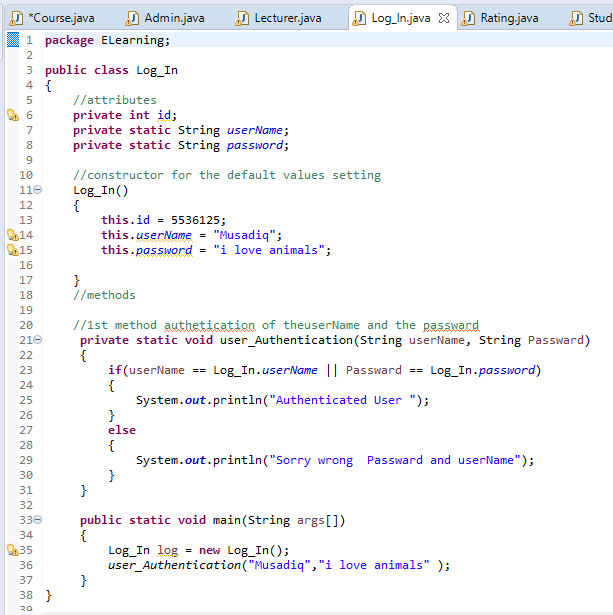 *Course.java Admin.java Lecturer.java Log_In.java Rating.java Stud
1 package ELearning;
2
3 public class Log_In
4 {
5 //attributes
6 private int id;
7 private static String userName;
8 private static String password;
9
10 //constructor for the default values setting
11 Log_In()
12 {
13 this.id = 5536125;
14 this.userName = "Musadiq";
15 this.password = "i love animals";
16
17 }
18 //methods
19
20 //1st method authetication of theuserName and the passward
21 private static void user_Authentication(String userName, String Passward)
22 {
23 if(userName == Log_In.userName || Passward == Log_In.password)
24 {
25 System.out.println("Authenticated User ");
26 }
27 else
28 {
29 System.out.println("Sorry wrong  Passward and userName");
30 }
31 }
32
33 public static void main(String args[])
34 {
35 Log_In log = new Log_In();
36 user_Authentication("Musadiq","i love animals" );
37 }
38 }
39